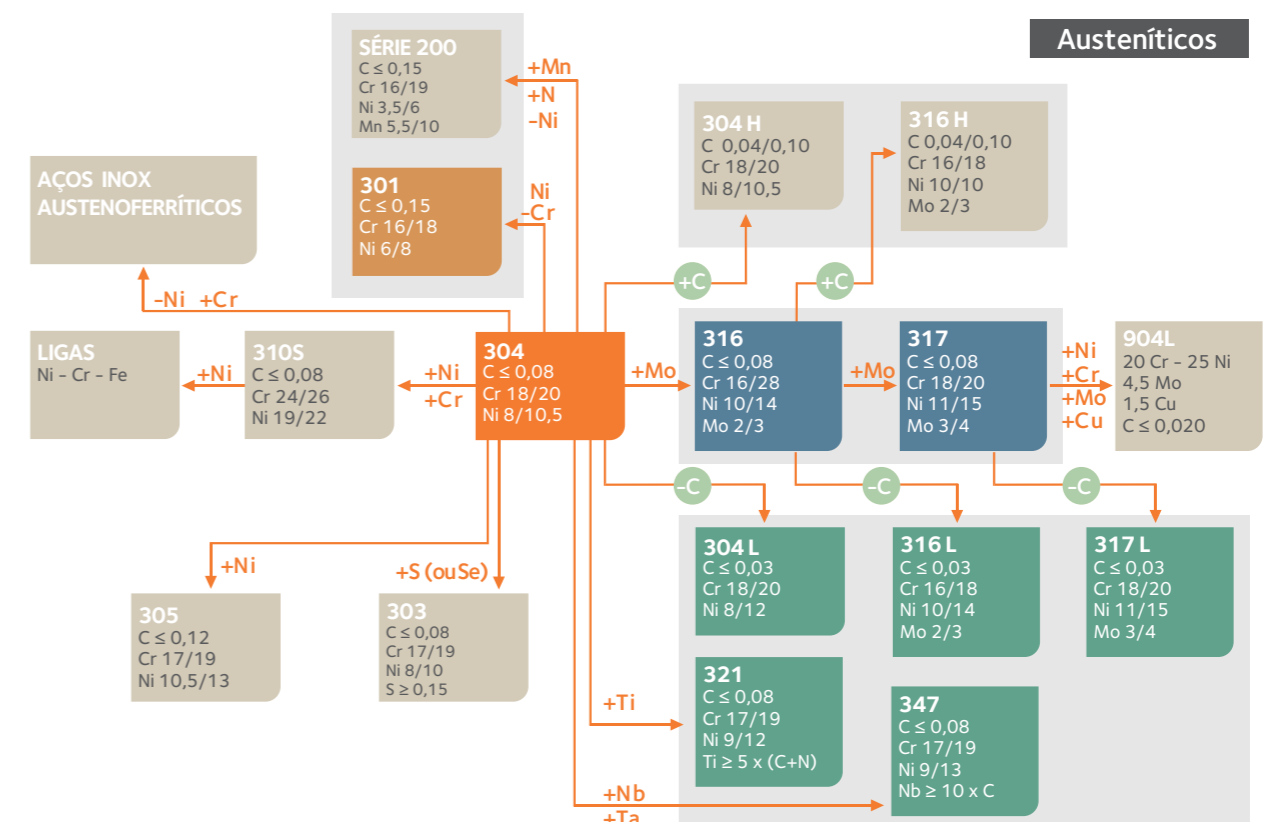 Austeníticos
SÉRIE 200
C ≤ 0,15
Cr 16/19
Ni 3,5/6
Mn 5,5/10
+Mn
+N
-Ni
301
C ≤ 0,15
Cr 16/18
Ni 6/8
Ni
-Cr
304 H
C 0,04/0,10
Cr 18/20
Ni 8/10,5
316 H
C 0,04/0,10
Cr 16/18
Ni 10/10
Mo 2/3
AÇOS INOX
AUSTENOFERRÍTICOS
-Ni +Cr
+C
+C
LIGAS
Ni – Cr – Fe
+Ni
310S
C ≤ 0,08
Cr 24/26
Ni 19/22
+Ni
+Cr
304
C ≤ 0,08
Cr 18/20
Ni 8/10,5
+Mo
316
C ≤ 0,08
Cr 16/28
Ni 10/14
Mo 2/3
+Mo
317
C ≤ 0,08
Cr 18/20
Ni 11/15
Mo 3/4
+Ni
+Cr
+Mo
+Cu
904L
20 Cr – 25 Ni
4,5 Mo
1,5 Cu
C ≤ 0,020
-C
-C
-C
304 L
C ≤ 0,03
Cr 18/20
Ni 8/12
316 L
C ≤ 0,03
Cr 16/18
Ni 10/14
Mo 2/3
317 L
C ≤ 0,03
Cr 18/20
Ni 11/15
Mo 3/4
+Ni
+S (ouSe)
305
C ≤ 0,12
Cr 17/19
Ni 10,5/13
303
C ≤ 0,08
Cr 17/19
Ni 8/10
S ≥ 0,15
+Ti
321
C ≤ 0,08
Cr 17/19
Ni 9/12
Ti ≥ 5 x (C+N)
347
C ≤ 0,08
Cr 17/19
Ni 9/13
Nb ≥ 10 x C
+Nb
+Ta